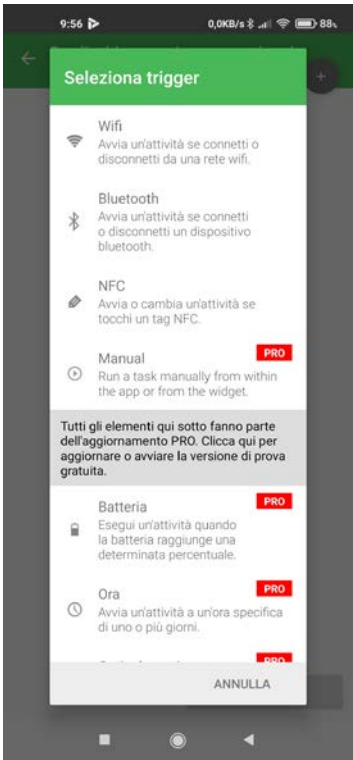 9:56
0,0KB/s
88%
Seleziona trigger
Wifi
Avvia un'attività se connetti o
disconnetti da una rete wifi.
Bluetooth
Avvia un'attività se connetti
o disconnetti un dispositivo
bluetooth.
NFC
Avvia o cambia un'attività se
tocchi un tag NFC.
Manual
PRO
Run a task manually from within
the app or from the widget.
Tutti gli elementi qui sotto fanno parte
dell'aggiornamento PRO. Clicca qui per
aggiornare o avviare la versione di prova
gratuita.
Batteria
PRO
Esegui un'attività quando
la batteria raggiunge una
determinata percentuale.
Ora
PRO
Avvia un'attività a un'ora specifica
di uno o più giorni.
PRO
ANNULLA